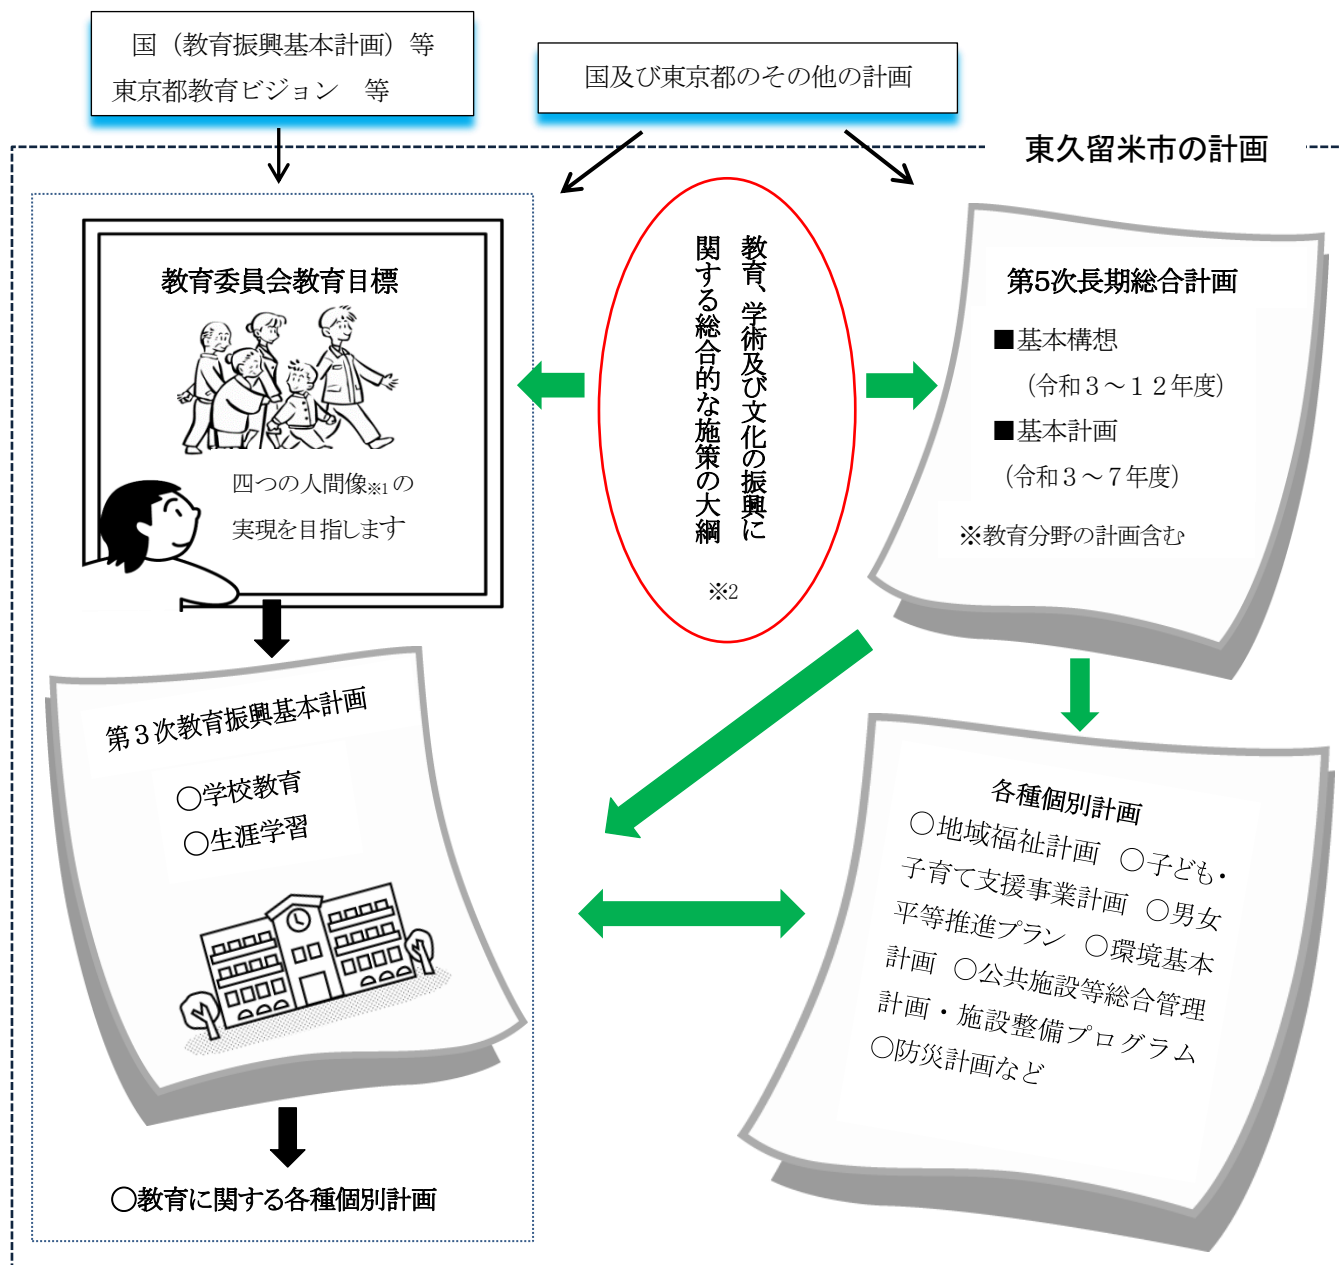 国（教育振興基本計画）等
東京都教育ビジョン　等
国及び東京都のその他の計画
東久留米市の計画
教育委員会教育目標
四つの人間像※1の
実現を目指します
教育、学術及び文化の振興に
関する総合的な施策の大綱
※2
第5次長期総合計画
■基本構想
（令和３～１２年度）
■基本計画
（令和３～７年度）
※教育分野の計画含む
第３次教育振興基本計画
○学校教育
○生涯学習
各種個別計画
○地域福祉計画　○子ども・
子育て支援事業計画　○男女
平等推進プラン　○環境基本
計画　○公共施設等総合管理
計画・施設整備プログラム
○防災計画など
○教育に関する各種個別計画